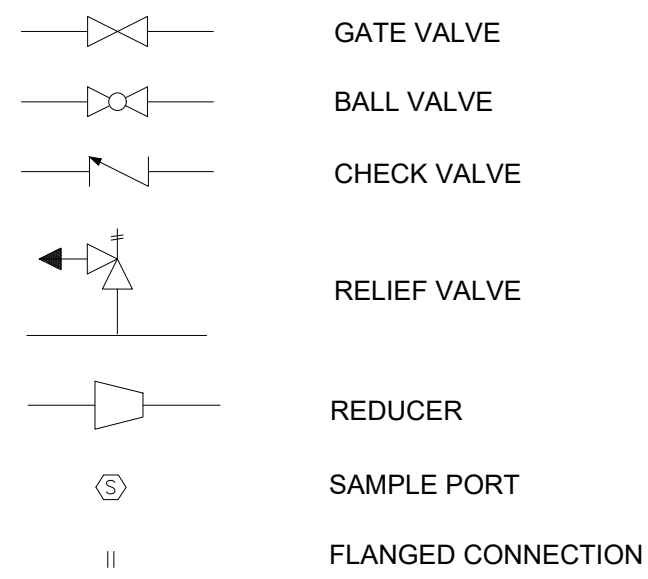 GATE VALVE
BALL VALVE
CHECK VALVE
RELIEF VALVE
REDUCER
S SAMPLE PORT
FLANGED CONNECTION